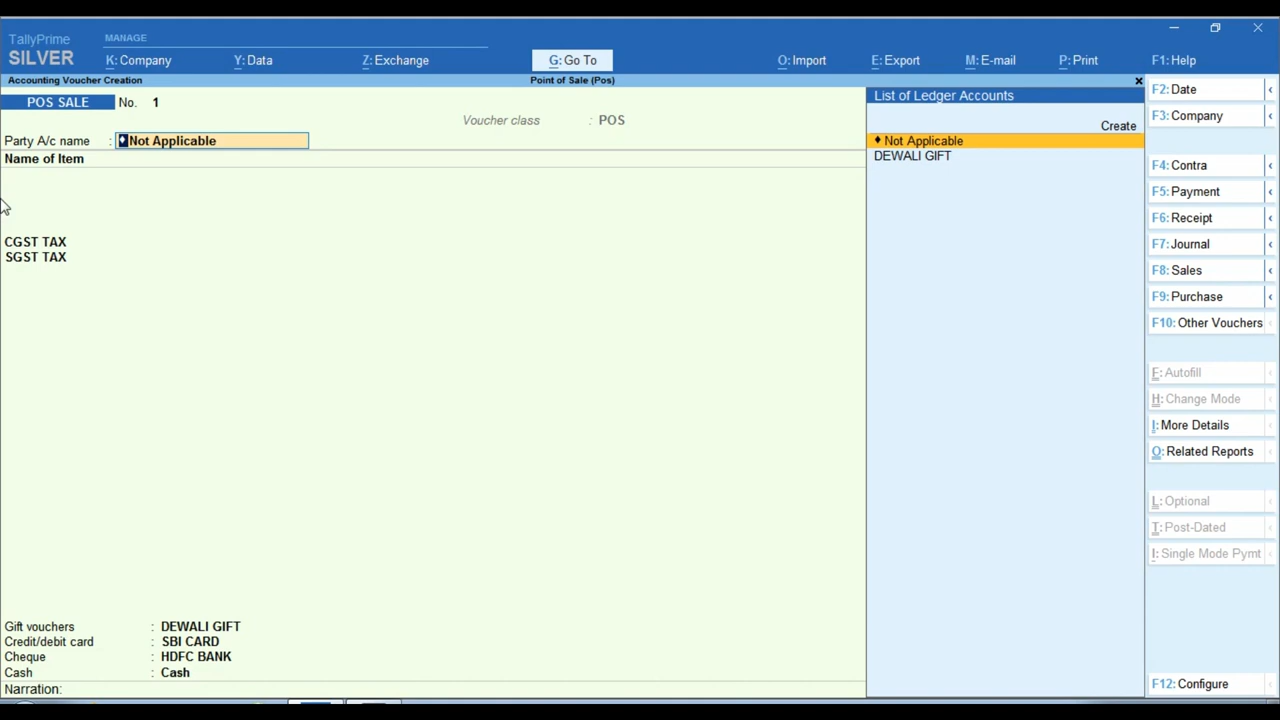 TallyPrime
SILVER
MANAGE
K: Company
Y: Data
Z: Exchange
G: Go To
O: Import
E: Export
M: E-mail
P: Print
F1: Help
Accounting Voucher Creation
Point of Sale (Pos)
POS SALE No. 1
Voucher class : POS
Party A/c name : ♦ Not Applicable
Name of Item
CGST TAX
SGST TAX
Gift vouchers : DEWALI GIFT
Credit/debit card : SBI CARD
Cheque : HDFC BANK
Cash : Cash
Narration:
List of Ledger Accounts
Create
♦ Not Applicable
DEWALI GIFT
F2: Date
F3: Company
F4: Contra
F5: Payment
F6: Receipt
F7: Journal
F8: Sales
F9: Purchase
F10: Other Vouchers
F: Autofill
H: Change Mode
I: More Details
O: Related Reports
L: Optional
T: Post-Dated
I: Single Mode Pymt
F12: Configure